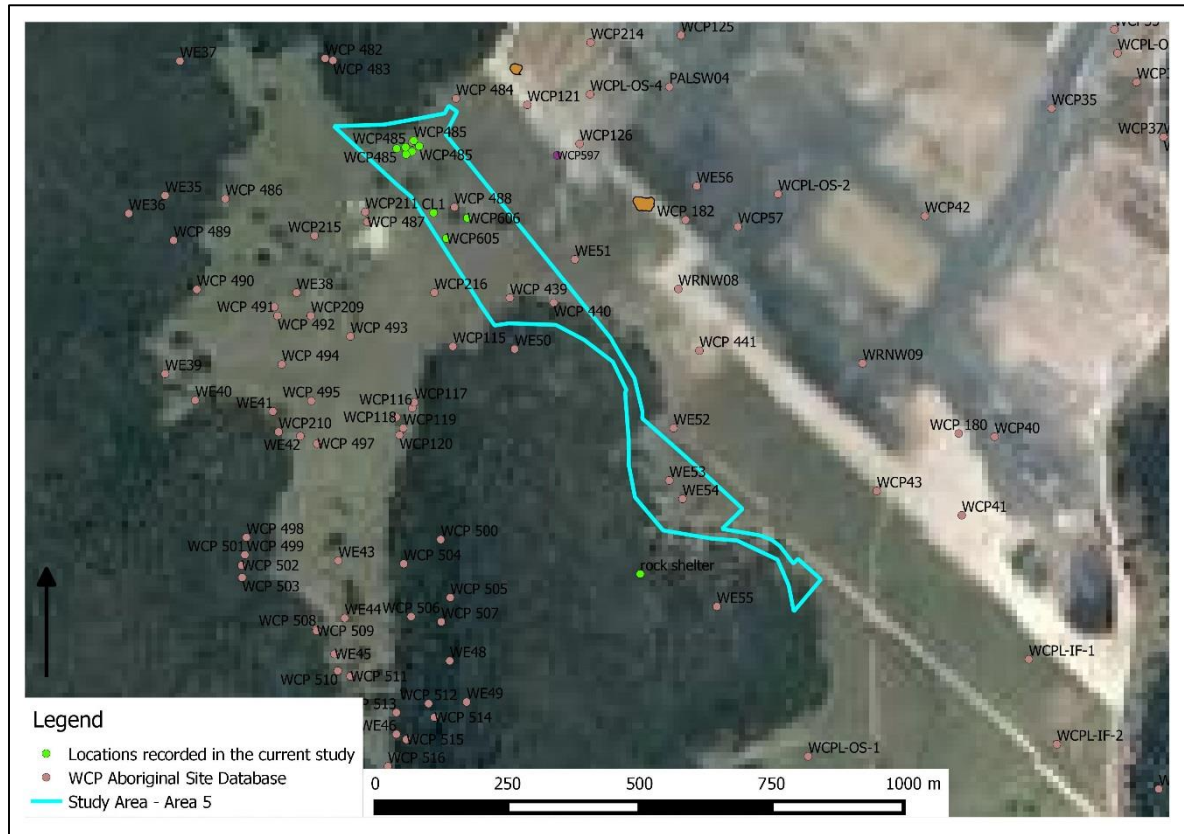 WCP 482
WCP214
WCP125
WE37
WCP 483
WCPL-OS-4
PALSW04
WCP 484
WCP121
WCP35
WCP485
WCP485
WCP126
WCP485
WCP485
WCP597
WE35
WCP 486
WE56
WCPL-OS-2
WE36
WCP211
CL1
WCP 488
WCP606
WCP 182
WCP57
WCP42
WCP 489
WCP215
WCP 487
WCP605
WE51
WCP 490
WE38
WCP216
WCP 439
WRNW08
WCP 491
WCP209
WCP 440
WCP 492
WCP 493
WCP115
WE50
WCP 441
WCP 494
WRNW09
WE39
WE40
WCP 495
WCP116
WCP117
WE41
WCP118
WCP119
WE52
WCP210
WCP120
WCP 180
WCP40
WE42
WCP 497
WE53
WCP43
WE54
WCP41
WCP 498
WCP 500
WCP 501
WCP 499
WE43
WCP 504
WCP 502
rock shelter
WCP 503
WCP 505
WE55
WE44
WCP 506
WCP 507
WCP 508
WCP 509
WE45
WE48
WCPL-IF-1
WCP 510
WCP 511
WCP 512
WE49
513
WCP 514
WE46
WCP 515
WCPL-IF-2
WCP 516
WCPL-OS-1
Legend
Locations recorded in the current study
WCP Aboriginal Site Database
Study Area - Area 5
0 250 500 750 1000 m